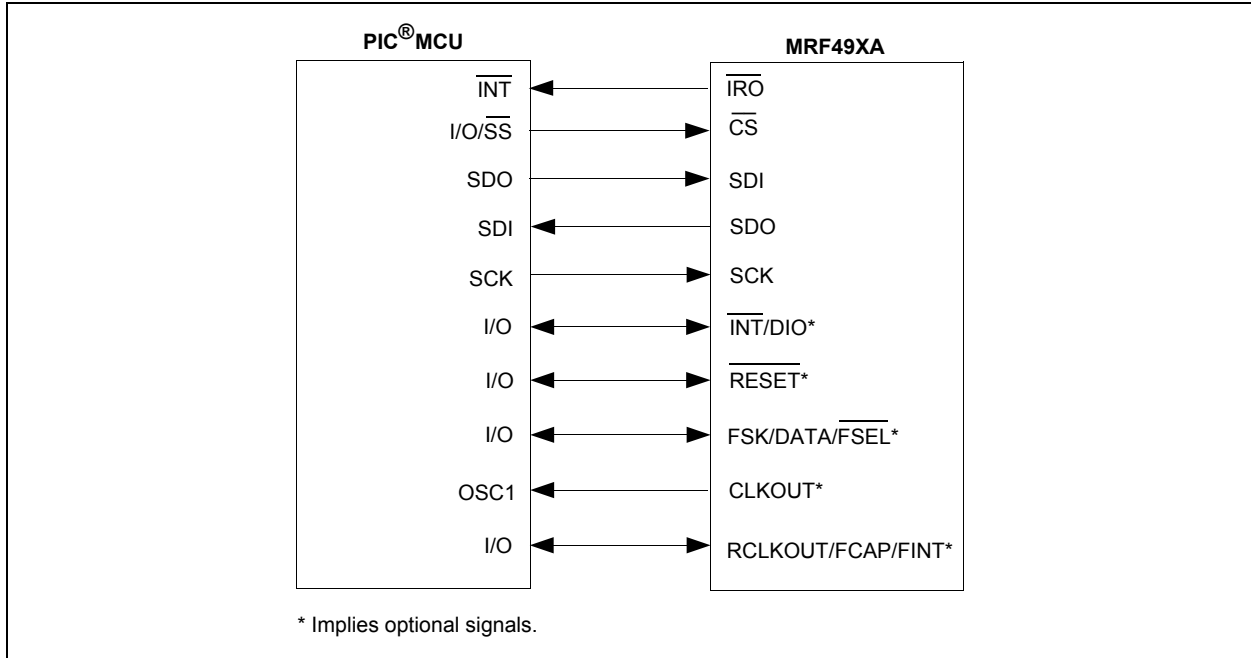 PIC®MCU
MRF49XA
INT IRO
I/O/SS CS
SDO SDI
SDI SDO
SCK SCK
I/O INT/DIO*
I/O RESET*
I/O FSK/DATA/FSEL*
OSC1 CLKOUT*
I/O RCLKOUT/FCAP/FINT*
* Implies optional signals.